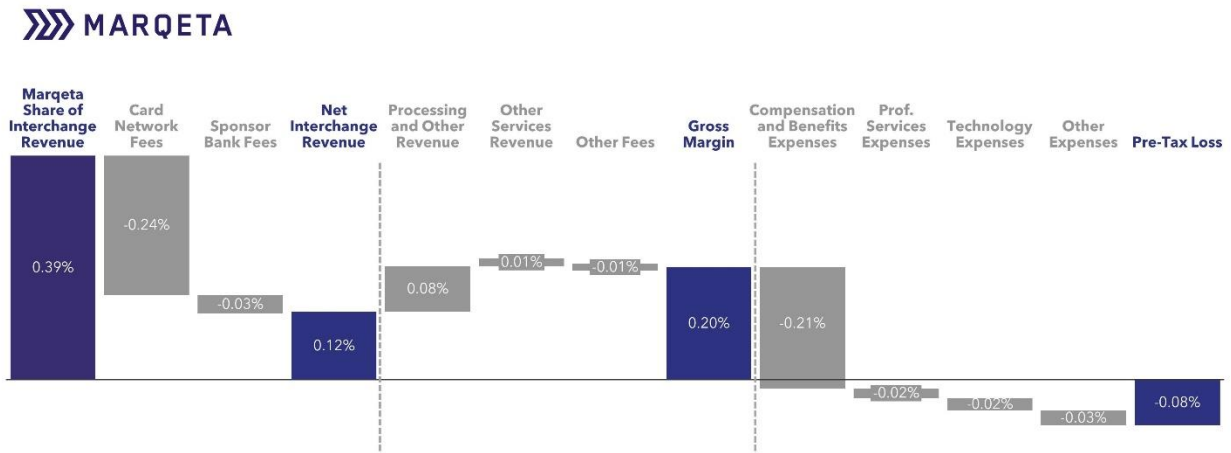 MARQETA
Marqeta
Share of
Interchange
Revenue
Card
Network
Fees
Sponsor
Bank Fees
Net
Interchange
Revenue
Processing
and Other
Revenue
Other
Services
Revenue
Other Fees
Gross
Margin
Compensation
and Benefits
Expenses
Prof.
Services
Expenses
Technology
Expenses
Other
Expenses
Pre-Tax Loss
0.39%
-0.24%
-0.03%
0.12%
0.08%
0.01%
-0.01%
0.20%
-0.21%
-0.02%
-0.02%
-0.03%
-0.08%